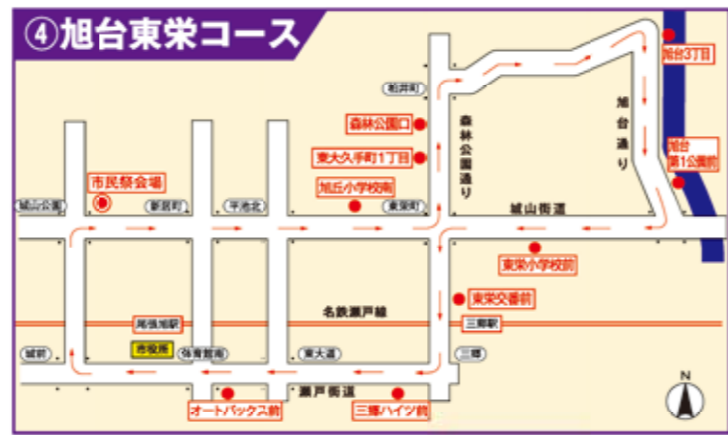 ④旭台東栄コース
旭台3丁目
柏井町
森林公園口
森林公園通り
旭台通り
東大久手町1丁目
旭台
第1公園前
市民祭会場
旭丘小学校南
城山公園
新居町
平池北
東栄町
城山街道
東栄小学校前
東栄交番前
名鉄瀬戸線
尾張旭駅
三郷駅
城前
市役所
体育館南
東大道
三郷
瀬戸街道
オートバックス前
三郷ハイツ前
N